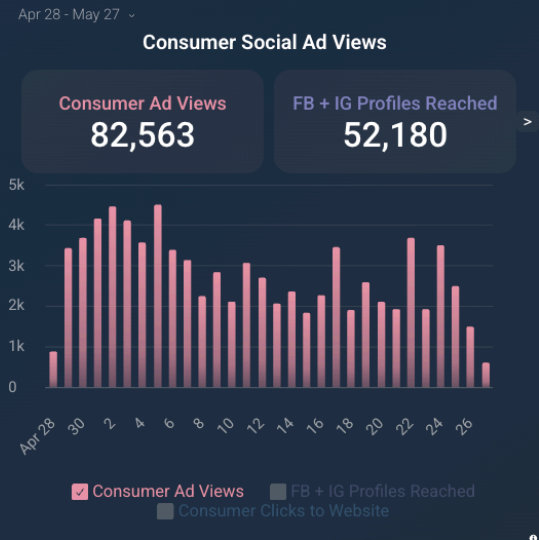 Apr 28 - May 27
Consumer Social Ad Views
Consumer Ad Views
82,563
FB + IG Profiles Reached
52,180
>
5k
4k
3k
2k
1k
0
Apr 28
30
2
4
6
8
10
12
14
16
18
20
22
24
26
Consumer Ad Views
FB + IG Profiles Reached
Consumer Clicks to Website